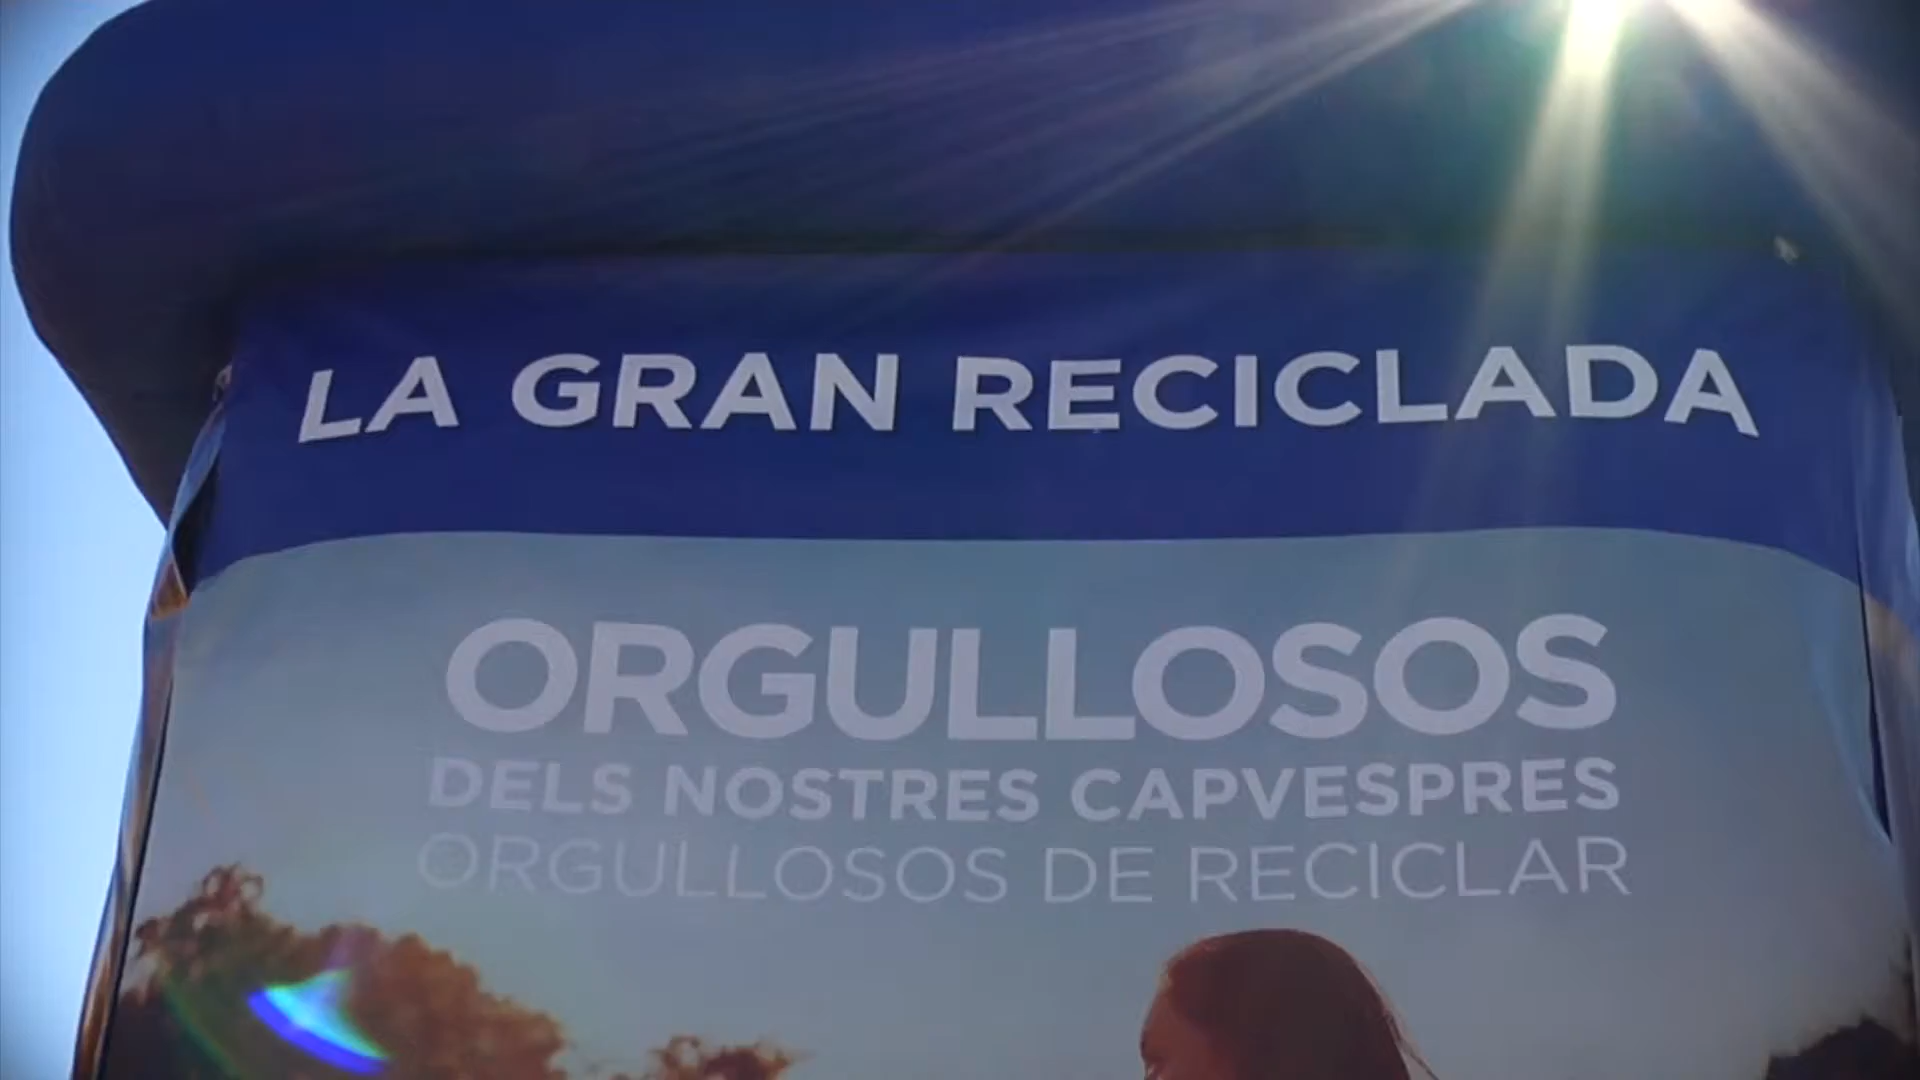 LA GRAN RECICLADA
ORGULLOSOS
DELS NOSTRES CAPVESPRES
ORGULLOSOS DE RECICLAR